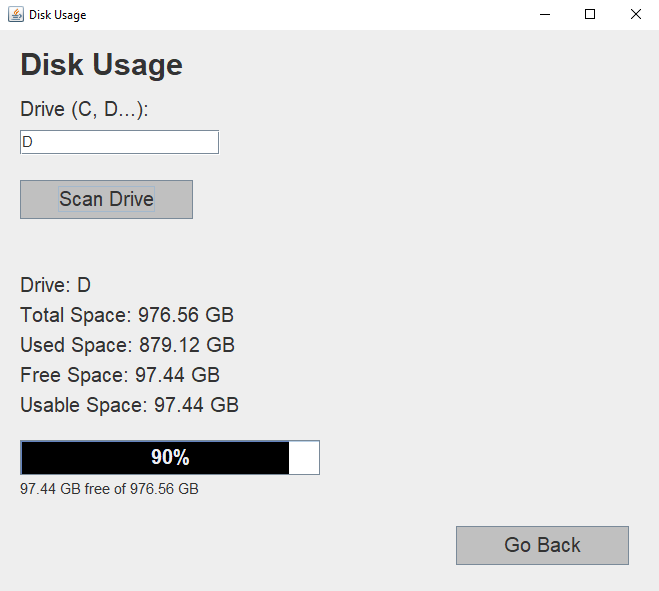 Disk Usage
Disk Usage
Drive (C, D...):
D
Scan Drive
Drive: D
Total Space: 976.56 GB
Used Space: 879.12 GB
Free Space: 97.44 GB
Usable Space: 97.44 GB
90%
97.44 GB free of 976.56 GB
Go Back